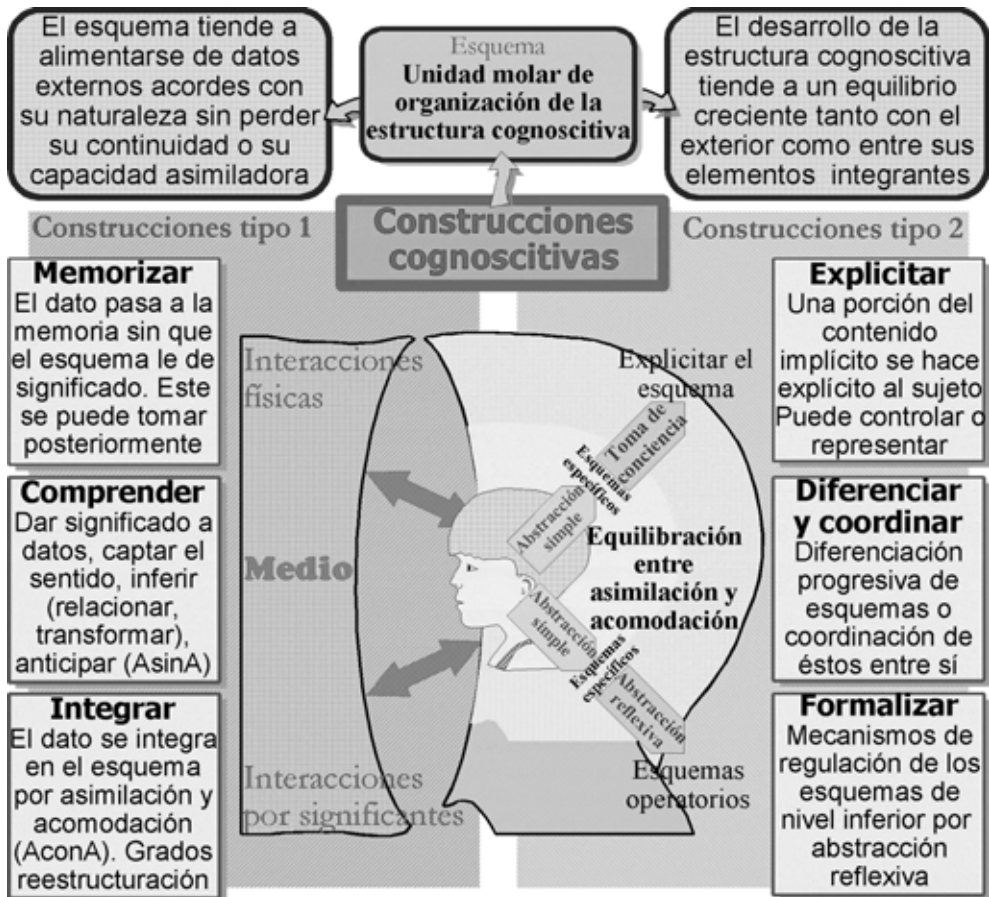 El esquema tiende a
alimentarse de datos
externos acordes con
su naturaleza sin perder
su continuidad o su
capacidad asimiladora
Esquema
Unidad molar de
organización de la
estructura cognoscitiva
El desarrollo de la
estructura cognoscitiva
tiende a un equilibrio
creciente tanto con el
exterior como entre sus
elementos integrantes
Construcciones tipo 1
Construcciones
cognoscitivas
Construcciones tipo 2
Memorizar
El dato pasa a la
memoria sin que
el esquema le de
significado. Este
se puede tomar
posteriormente
Comprender
Dar significado a
datos, captar el
sentido, inferir
(relacionar,
transformar),
anticipar (AsinA)
Integrar
El dato se integra
en el esquema
por asimilación y
acomodación
(AconA). Grados
reestructuración
Interacciones
físicas
Medio
Interacciones
por significantes
Explicitar el
esquema
Toma de
conciencia
Esquemas
específicos
Abstracción
simple
Equilibración
entre
asimilación y
acomodación
Abstracción
simple
Esquemas
específicos
Abstracción
reflexiva
Esquemas
operatorios
Explicitar
Una porción del
contenido
implícito se hace
explícito al sujeto
Puede controlar o
representar
Diferenciar
y coordinar
Diferenciación
progresiva de
esquemas o
coordinación de
éstos entre sí
Formalizar
Mecanismos de
regulación de los
esquemas de
nivel inferior por
abstracción
reflexiva